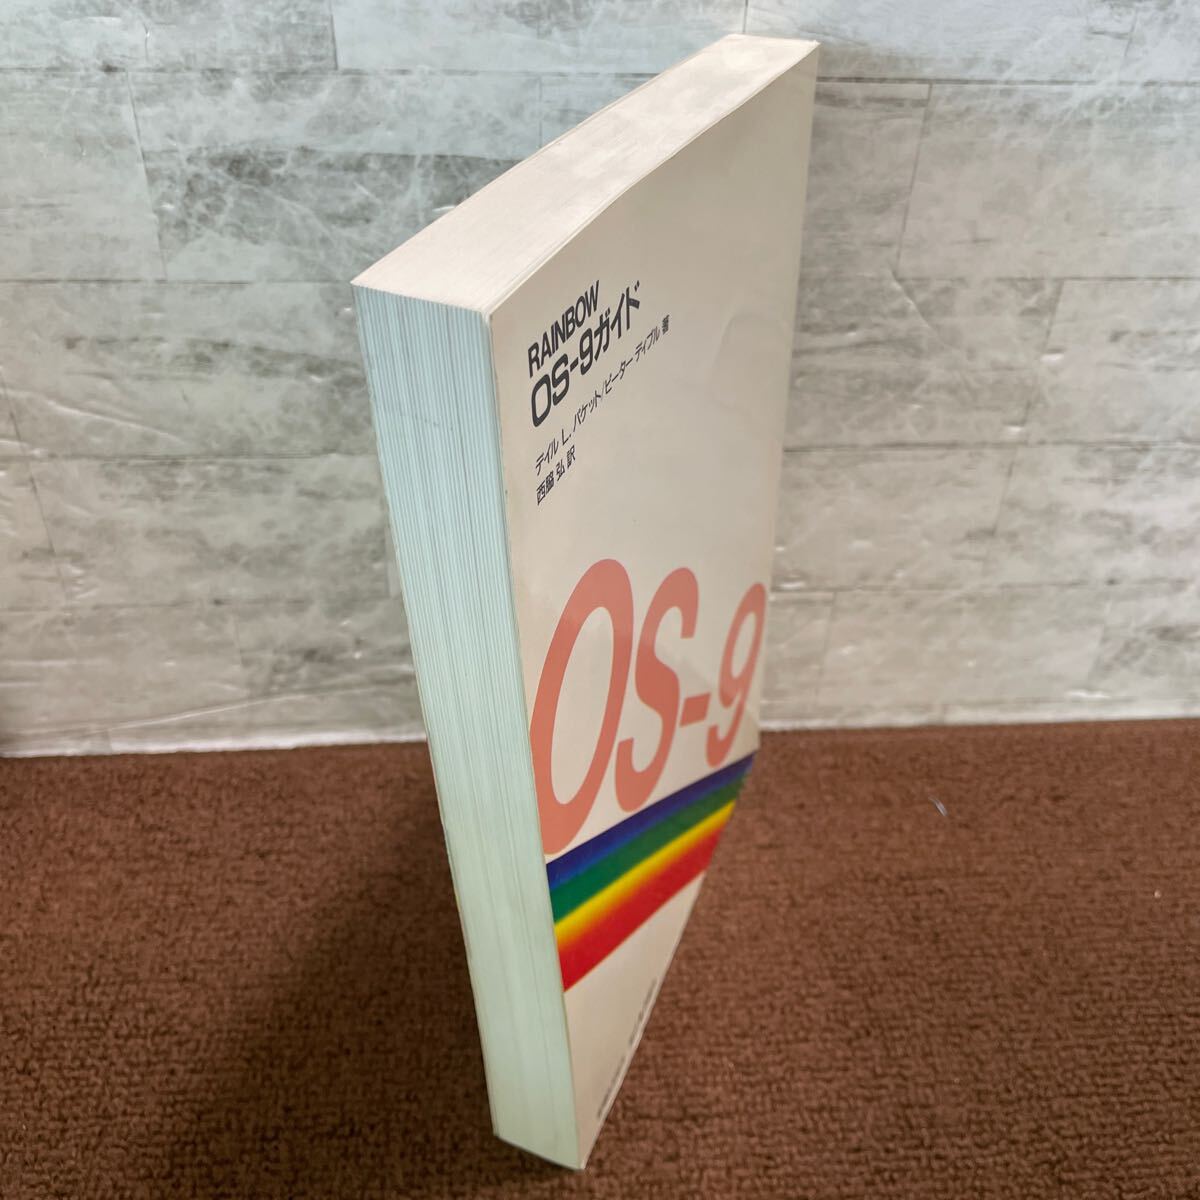 RAINBOW
OS-9ガイド
デイル L. パケット/ピーター ディブル 著
西脇 弘 訳
OS-9